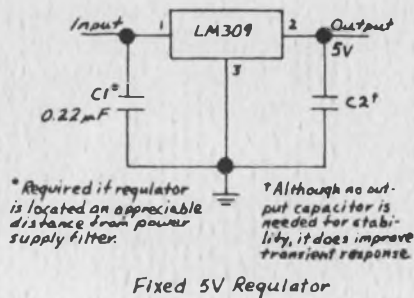 Input
1
LM309
2
Output
5V
3
C1*
0.22µF
C2†
* Required if regulator
is located an appreciable
distance from power
supply filter.
† Although no out-
put capacitor is
needed for stabi-
lity, it does improve
transient response
Fixed 5V Regulator